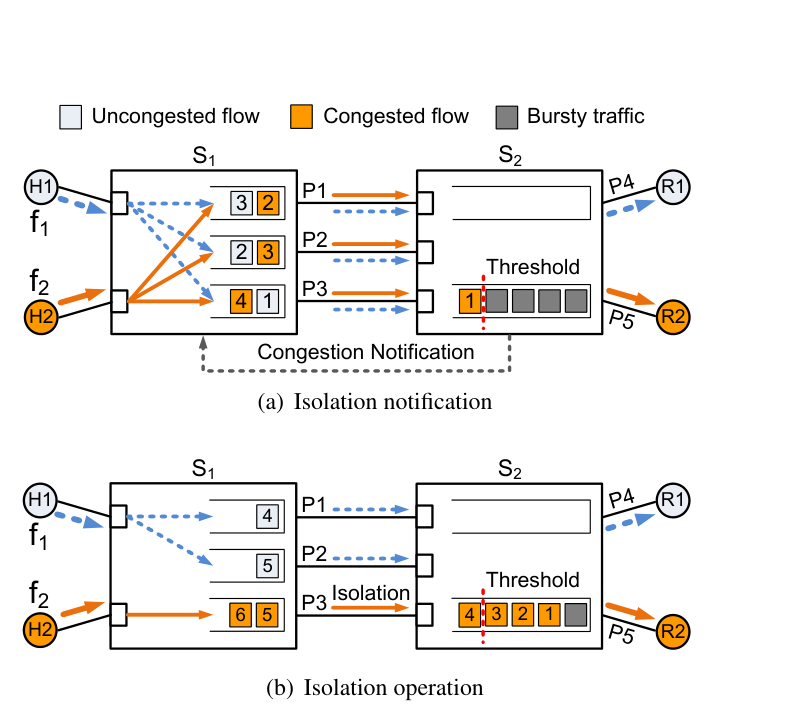 Uncongested flow Congested flow Bursty traffic
S1 S2
H1 3 2 P1 P4 R1
f1
2 3 P2
f2 Threshold
H2 4 1 P3 1 P5 R2
Congestion Notification
(a) Isolation notification
S1 S2
H1 4 P1 P4 R1
f1
5 P2
f2 Threshold
H2 6 5 P3 Isolation 4 3 2 1 P5 R2
(b) Isolation operation